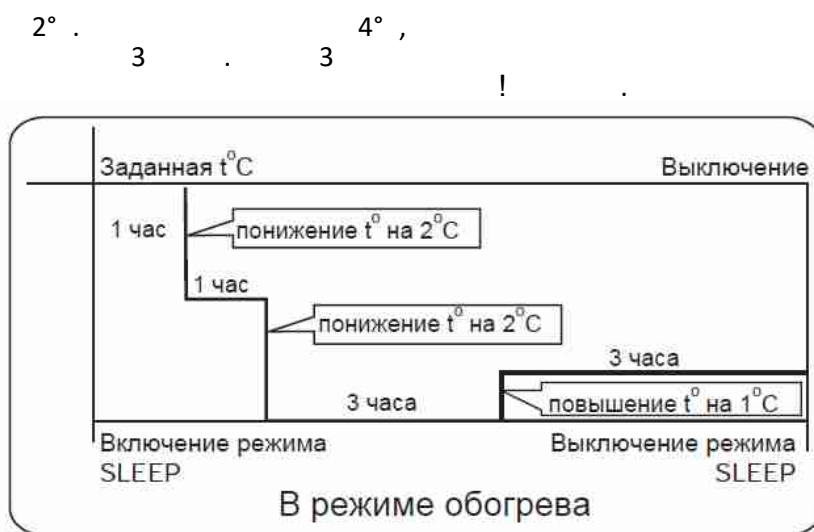 2° . 4° ,
3 . 3
! .
Заданная t°C Выключение
1 час понижение t° на 2°C
1 час
понижение t° на 2°C
3 часа
3 часа повышение t° на 1°C
Включение режима Выключение режима
SLEEP SLEEP
В режиме обогрева